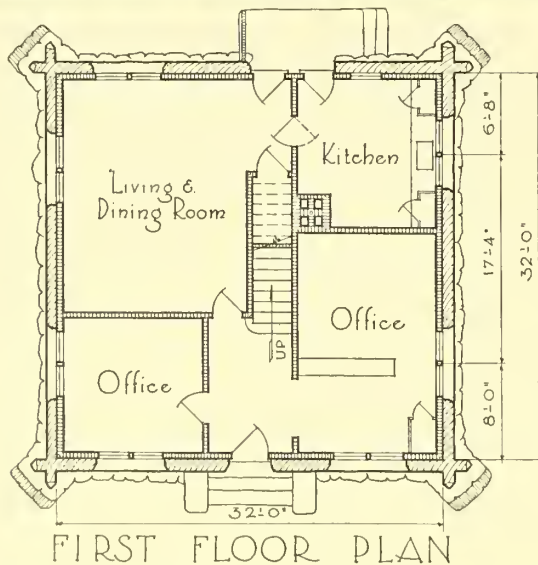 Living &
Dining Room
Kitchen
6'-8"
17'-4"
32'-0"
Office
Office
UP
8'-0"
32'-0"
FIRST FLOOR PLAN